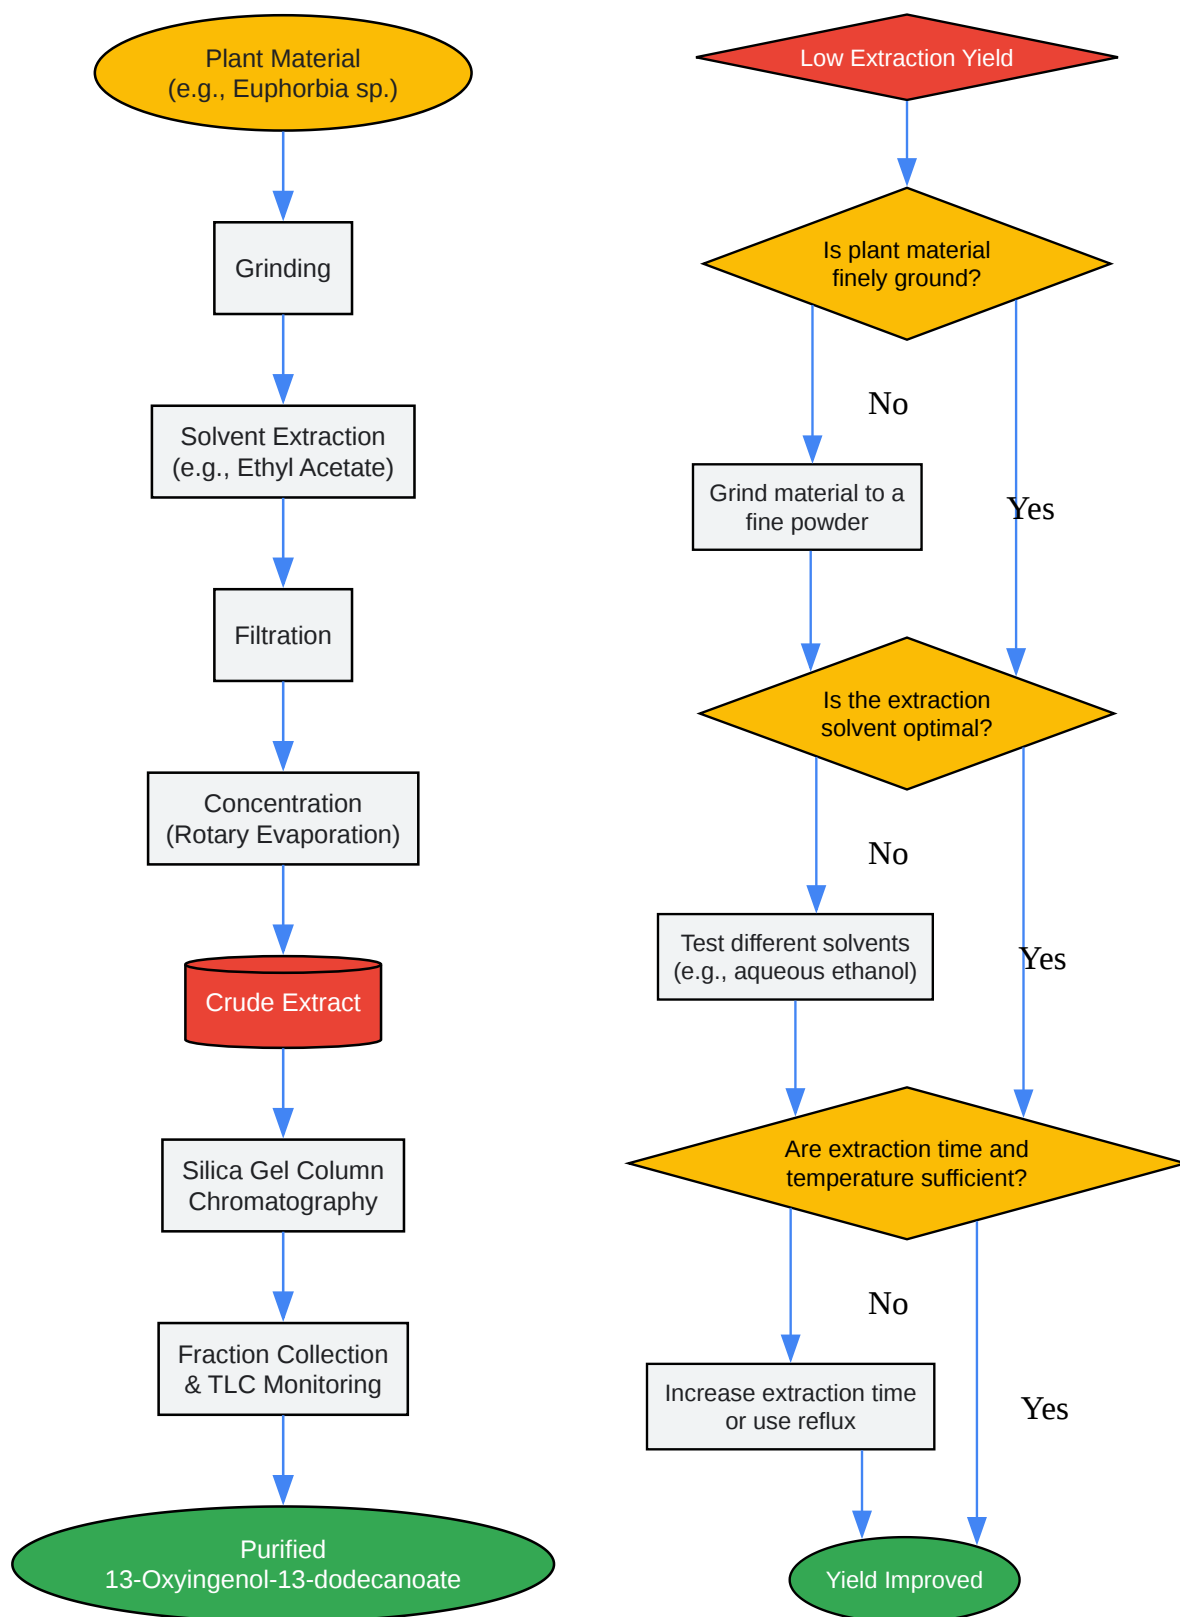 Plant Material
(e.g., Euphorbia sp.)
Grinding
Solvent Extraction
(e.g., Ethyl Acetate)
Filtration
Concentration
(Rotary Evaporation)
Crude Extract
Silica Gel Column
Chromatography
Fraction Collection
& TLC Monitoring
Purified
13-Oxyingenol-13-dodecanoate
Low Extraction Yield
Is plant material
finely ground?
No
Grind material to a
fine powder
Yes
Is the extraction
solvent optimal?
No
Test different solvents
(e.g., aqueous ethanol)
Yes
Are extraction time and
temperature sufficient?
No
Increase extraction time
or use reflux
Yes
Yield Improved